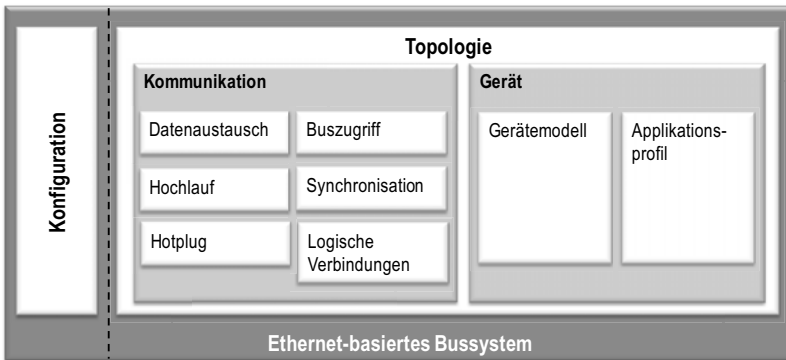 Konfiguration
Topologie
Kommunikation
Datenaustausch
Buszugriff
Hochlauf
Synchronisation
Hotplug
Logische
Verbindungen
Gerät
Gerätemodell
Applikations-
profil
Ethernet-basiertes Bussystem